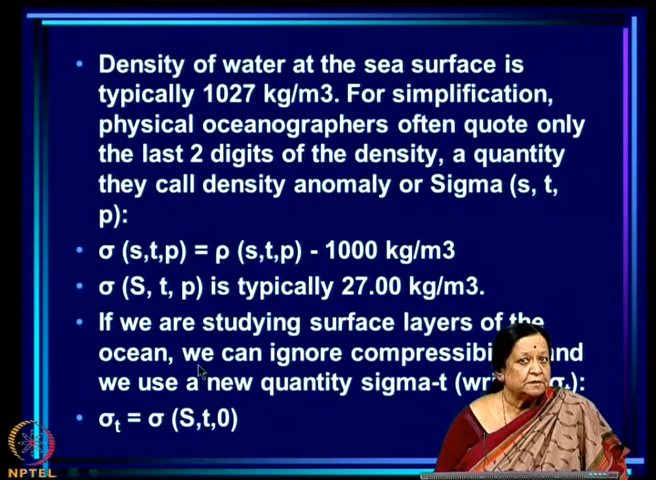 • Density of water at the sea surface is
typically 1027 kg/m3. For simplification,
physical oceanographers often quote only
the last 2 digits of the density, a quantity
they call density anomaly or Sigma (s, t,
p):
• σ (s,t,p) = ρ (s,t,p) - 1000 kg/m3
• σ (S, t, p) is typically 27.00 kg/m3.
• If we are studying surface layers of the
ocean, we can ignore and
we use a new quantity sigma-t (
• σₜ = σ (S,t,0)
NPTEL